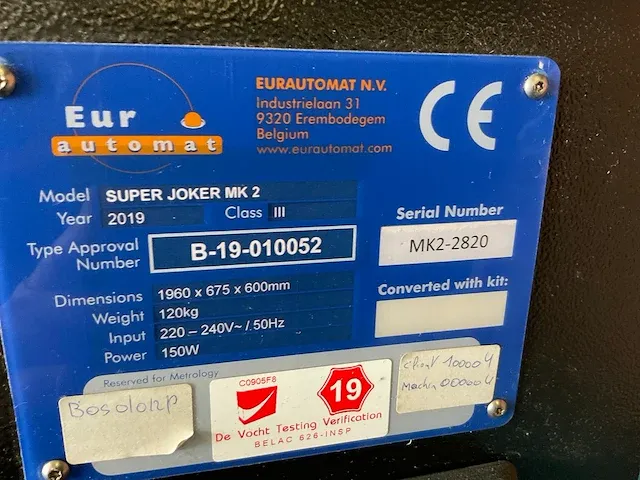 Eur
automat
EURAUTOMAT N.V.
Industrielaan 31
9320 Erembodegem
Belgium
www.eurautomat.com
CE
Model SUPER JOKER MK 2
Year 2019 Class III
Type Approval Number B-19-010052
Serial Number
MK2-2820
Converted with kit:
Dimensions 1960 x 675 x 600mm
Weight 120kg
Input 220 – 240V~ / 50Hz
Power 150W
Reserved for Metrology
C0905F8
19
De Vocht Testing Verification
BELAC 626-INSP
10004